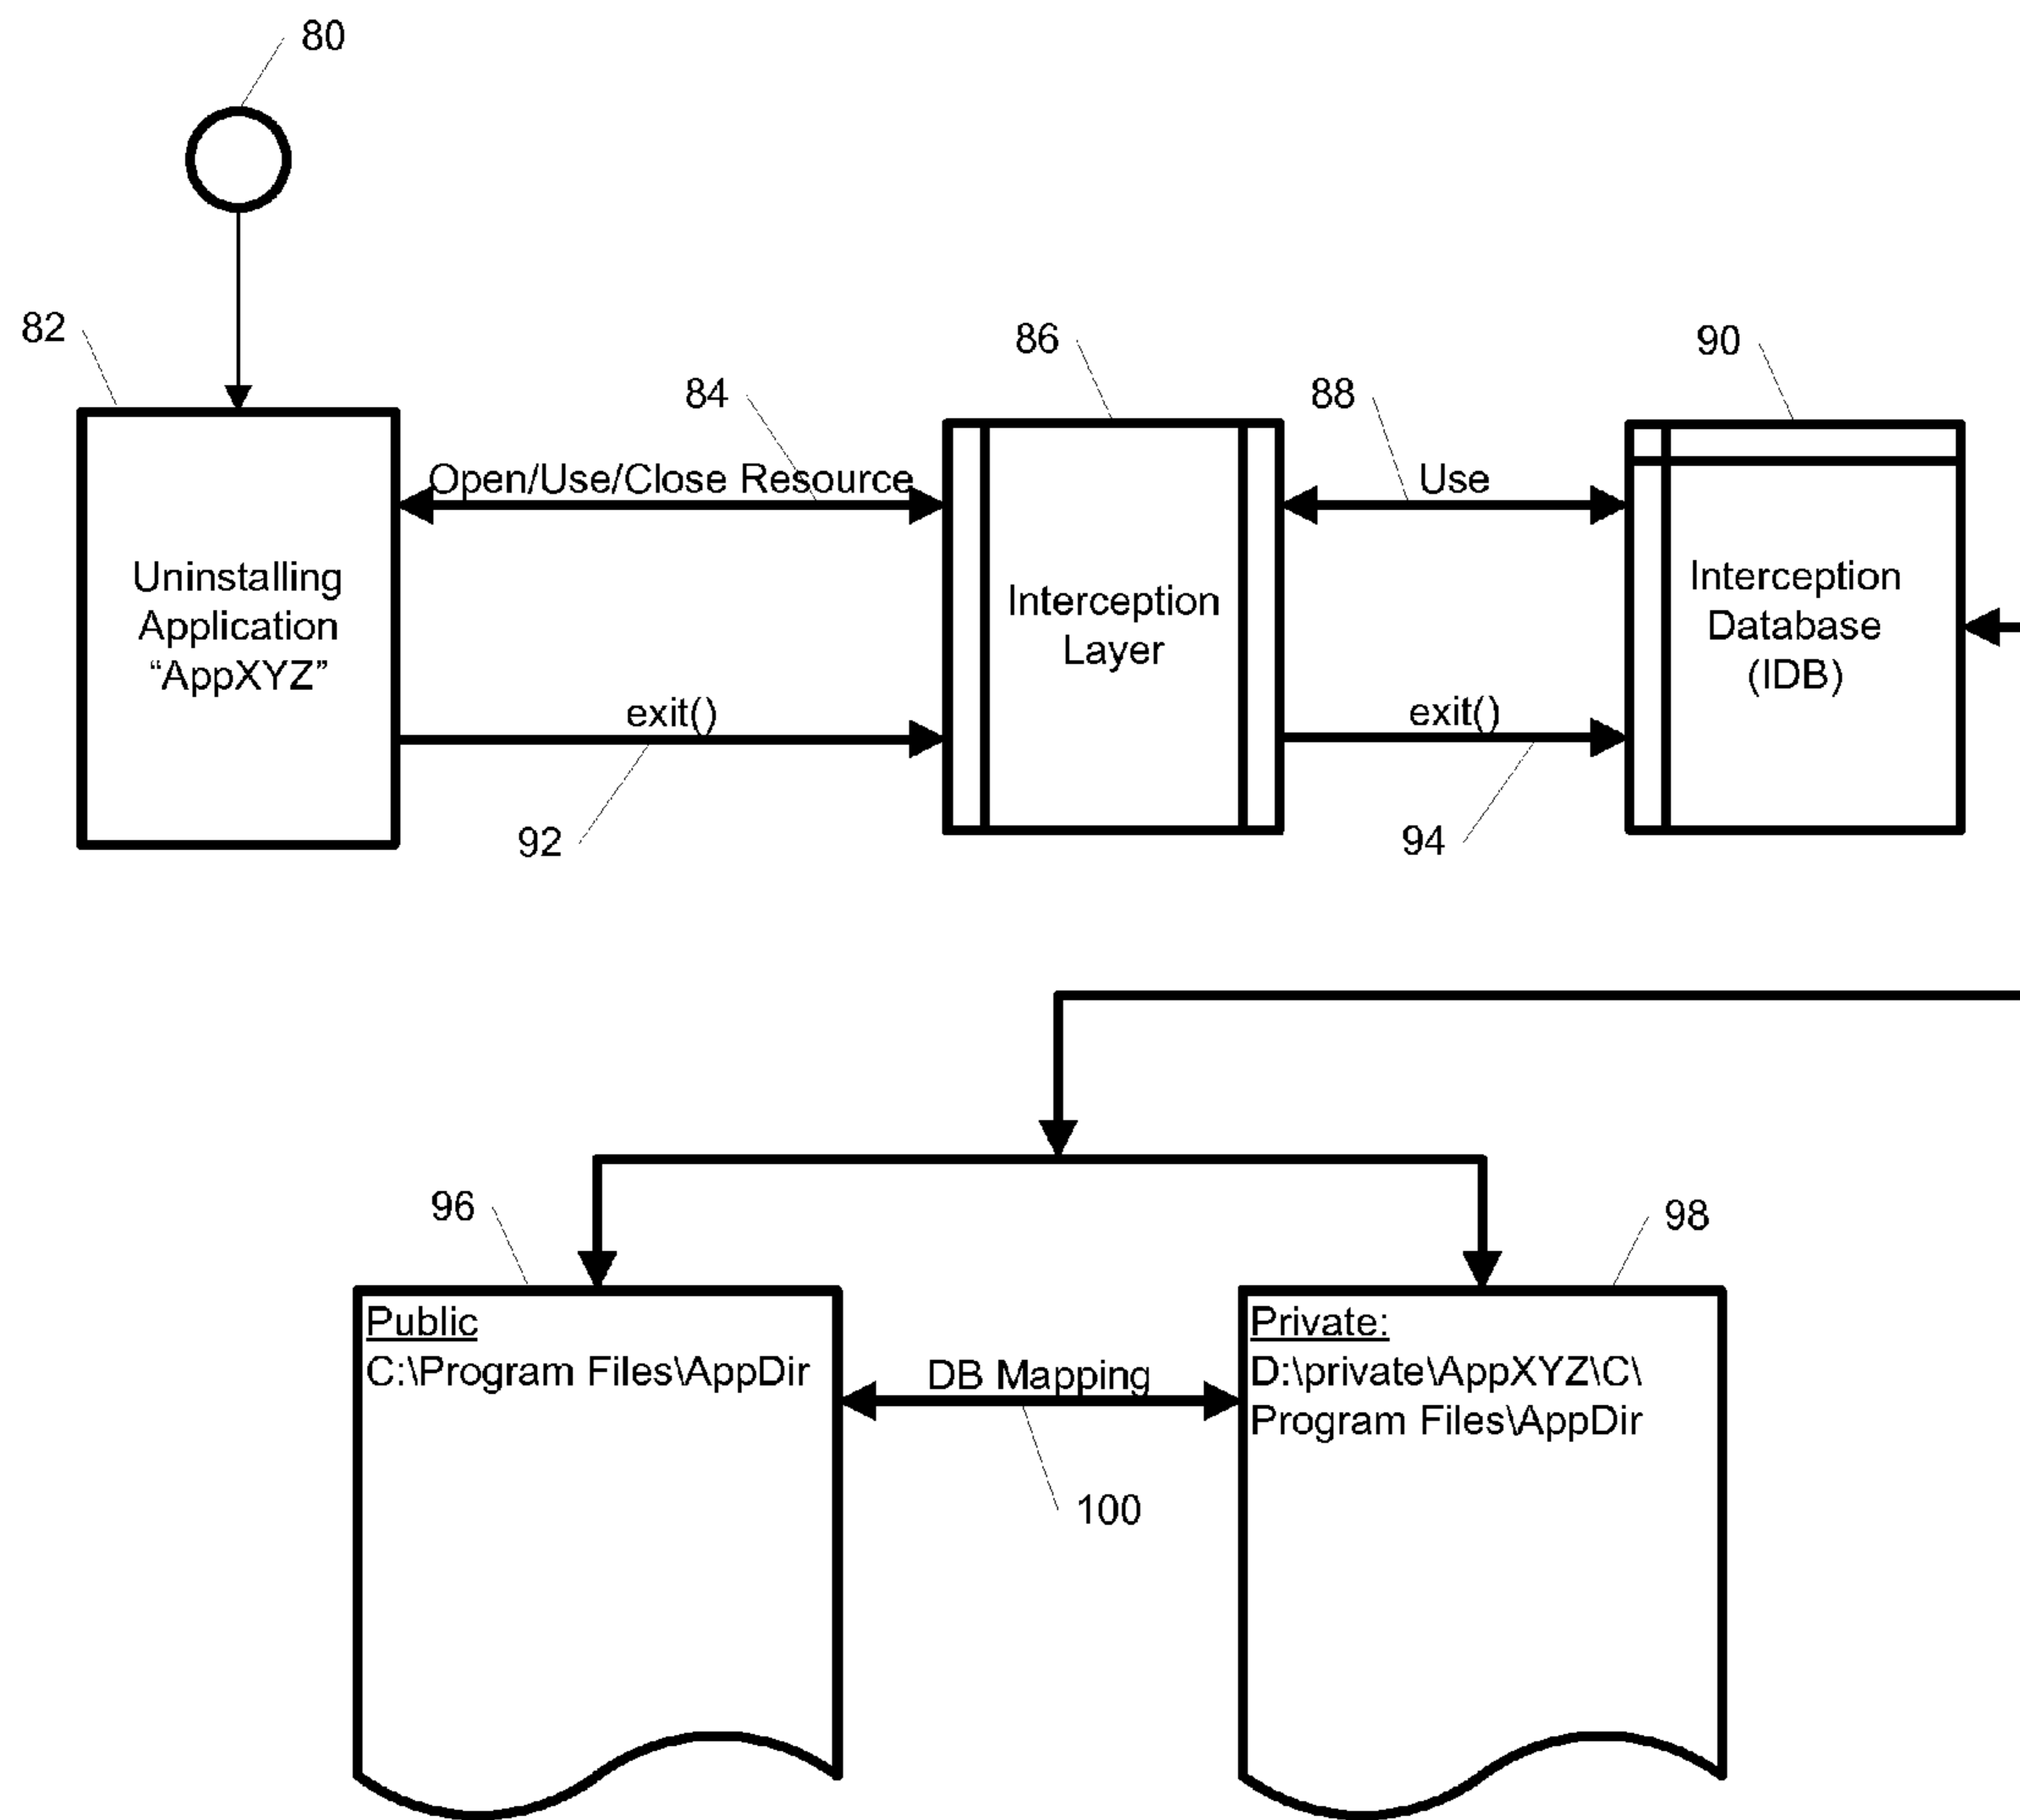 80
82
86
90
84
88
Open/Use/Close Resource
Use
Uninstalling
Application
“AppXYZ”
Interception
Layer
Interception
Database
(IDB)
exit()
exit()
92
94
96
98
Public
C:\Program Files\AppDir
DB Mapping
Private:
D:\private\AppXYZ\C\
Program Files\AppDir
100